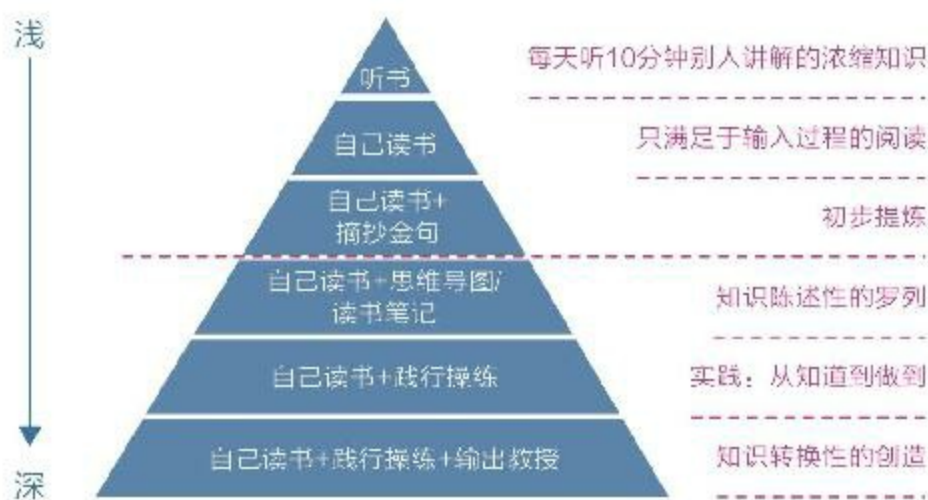 浅
听书
每天听10分钟别人讲解的浓缩知识
自己读书
只满足于输入过程的阅读
自己读书+
摘抄金句
初步提炼
自己读书+思维导图/
读书笔记
知识陈述性的罗列
自己读书+践行操练
实践：从知道到做到
自己读书+践行操练+输出教授
知识转换性的创造
深